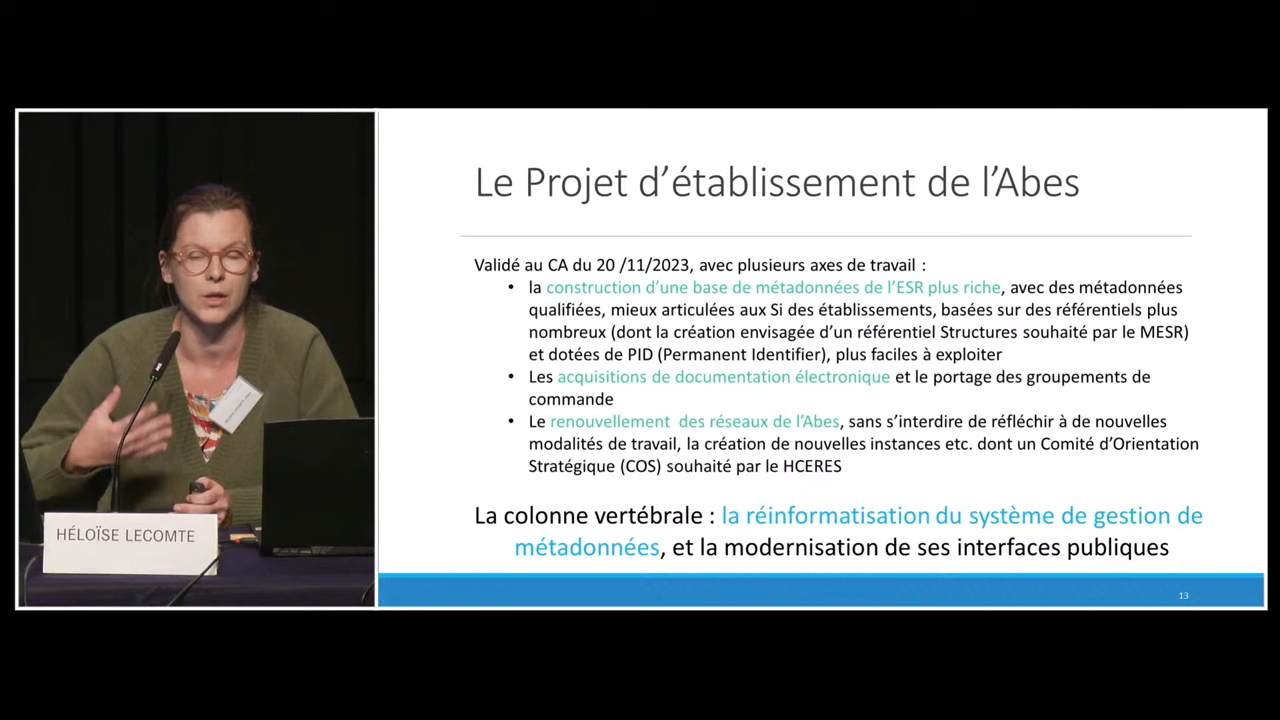 Le Projet d’établissement de l’Abes
Validé au CA du 20 /11/2023, avec plusieurs axes de travail :
• la construction d’une base de métadonnées de l’ESR plus riche, avec des métadonnées
qualifiées, mieux articulées aux Si des établissements, basées sur des référentiels plus
nombreux (dont la création envisagée d’un référentiel Structures souhaité par le MESR)
et dotées de PID (Permanent Identifier), plus faciles à exploiter
• Les acquisitions de documentation électronique et le portage des groupements de
commande
• Le renouvellement des réseaux de l’Abes, sans s’interdire de réfléchir à de nouvelles
modalités de travail, la création de nouvelles instances etc. dont un Comité d’Orientation
Stratégique (COS) souhaité par le HCERES
La colonne vertébrale : la réinformatisation du système de gestion de
métadonnées, et la modernisation de ses interfaces publiques
13
HÉLOÏSE LECOMTE